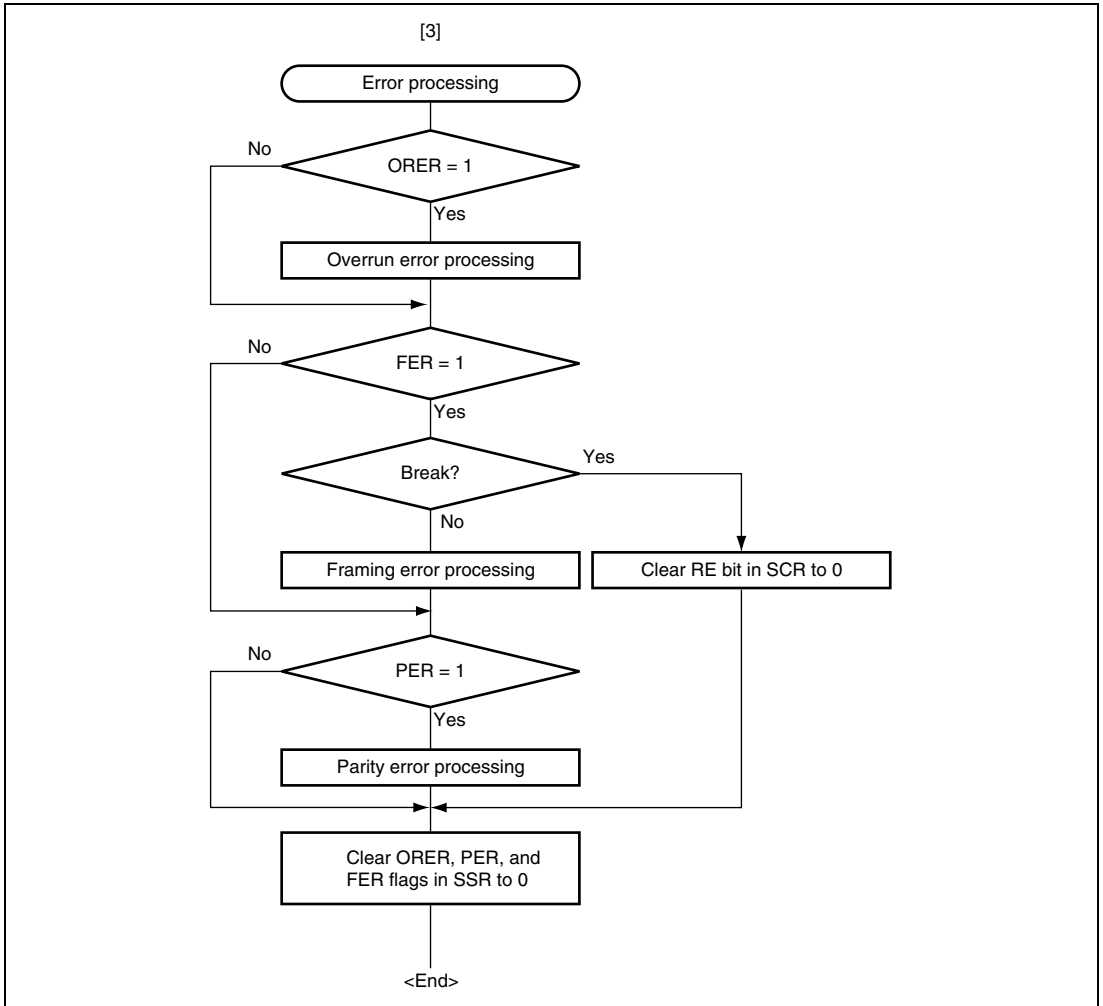 [3]
Error processing
No
ORER = 1
Yes
Overrun error processing
No
FER = 1
Yes
Break?
Yes
No
Framing error processing
Clear RE bit in SCR to 0
No
PER = 1
Yes
Parity error processing
Clear ORER, PER, and
FER flags in SSR to 0
<End>